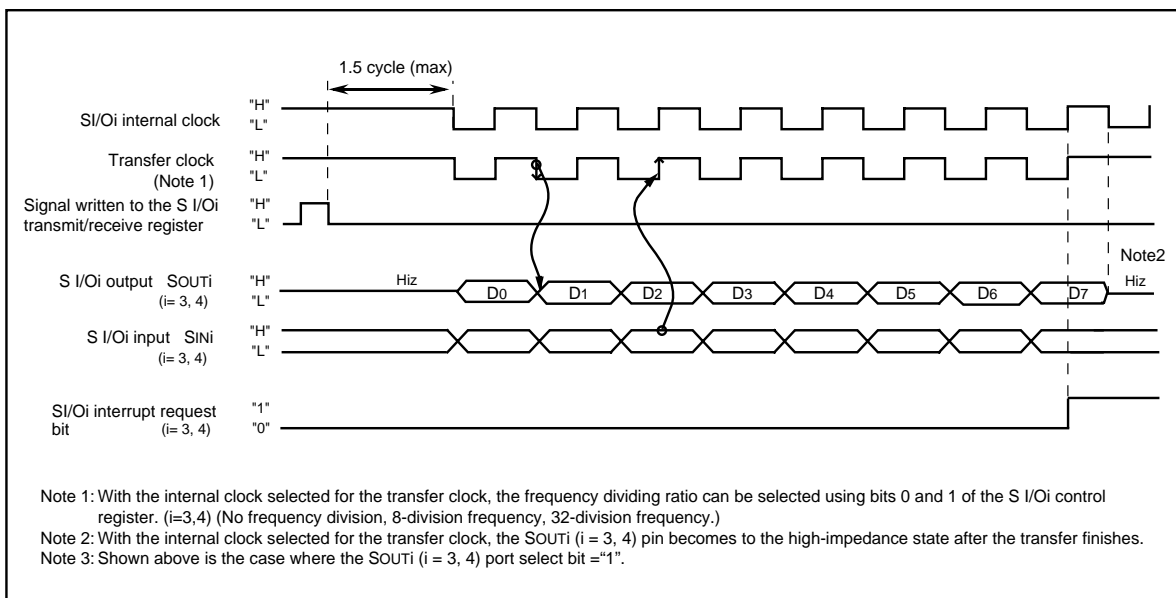 1.5 cycle (max)
SI/Oi internal clock "H" "L"
Transfer clock "H" "L"
(Note 1)
Signal written to the S I/Oi "H"
transmit/receive register "L"
S I/Oi output SOUTi "H" "L"
(i= 3, 4)
Hiz D0 D1 D2 D3 D4 D5 D6 D7 Hiz
Note2
S I/Oi input SINi "H" "L"
(i= 3, 4)
SI/Oi interrupt request "1"
bit (i= 3, 4) "0"
Note 1: With the internal clock selected for the transfer clock, the frequency dividing ratio can be selected using bits 0 and 1 of the S I/Oi control
register. (i=3,4) (No frequency division, 8-division frequency, 32-division frequency.)
Note 2: With the internal clock selected for the transfer clock, the SOUTi (i = 3, 4) pin becomes to the high-impedance state after the transfer finishes.
Note 3: Shown above is the case where the SOUTi (i = 3, 4) port select bit =“1”.